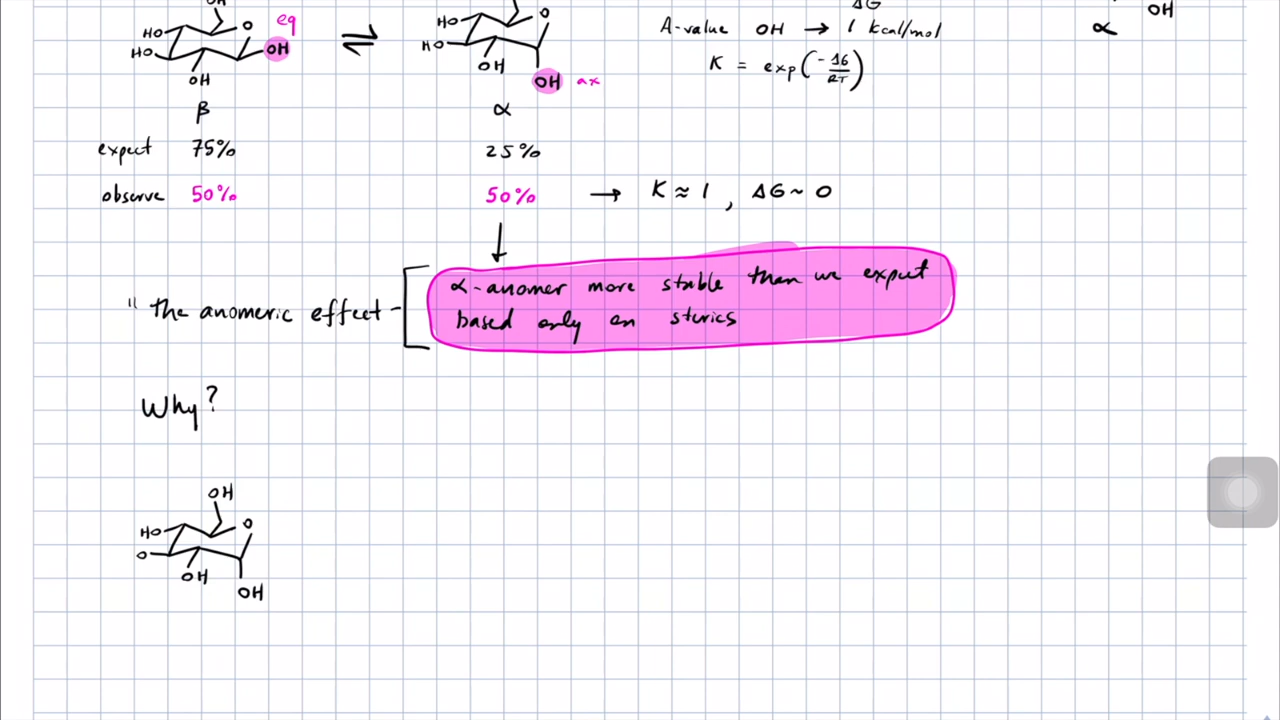 OH
eq
HO
O
HO
OH
OH
β
HO
O
HO
OH
OH ax
α
ΔG
A-value OH → 1 kcal/mol
K = exp(-ΔG/RT)
OH
α
expect 75% 25%
observe 50% 50% → K ≈ 1 , ΔG ~ 0
"the anomeric effect -
α-anomer more stable than we expect
based only on sterics
Why?
OH
HO
O
O
OH
OH